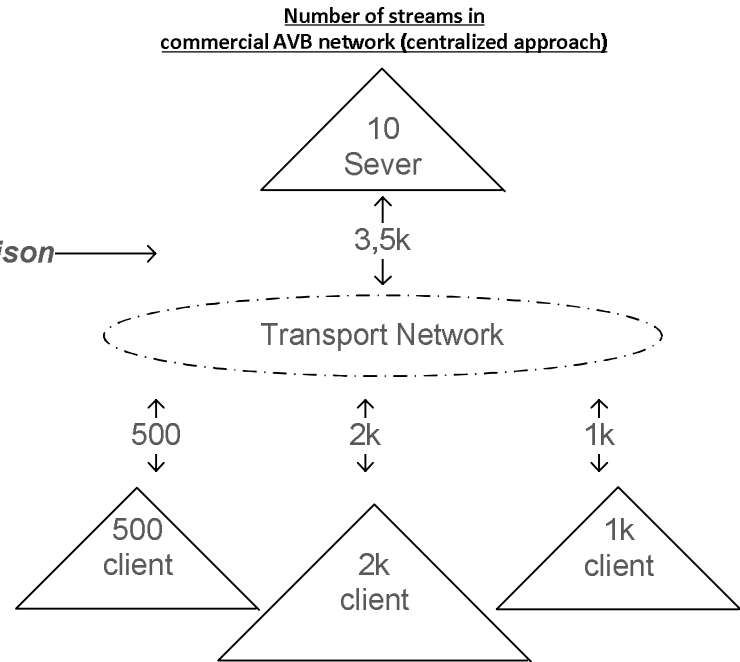 Number of streams in
commercial AVB network (centralized approach)
10
Sever
3,5k
ison
Transport Network
500
2k
1k
500
client
2k
client
1k
client